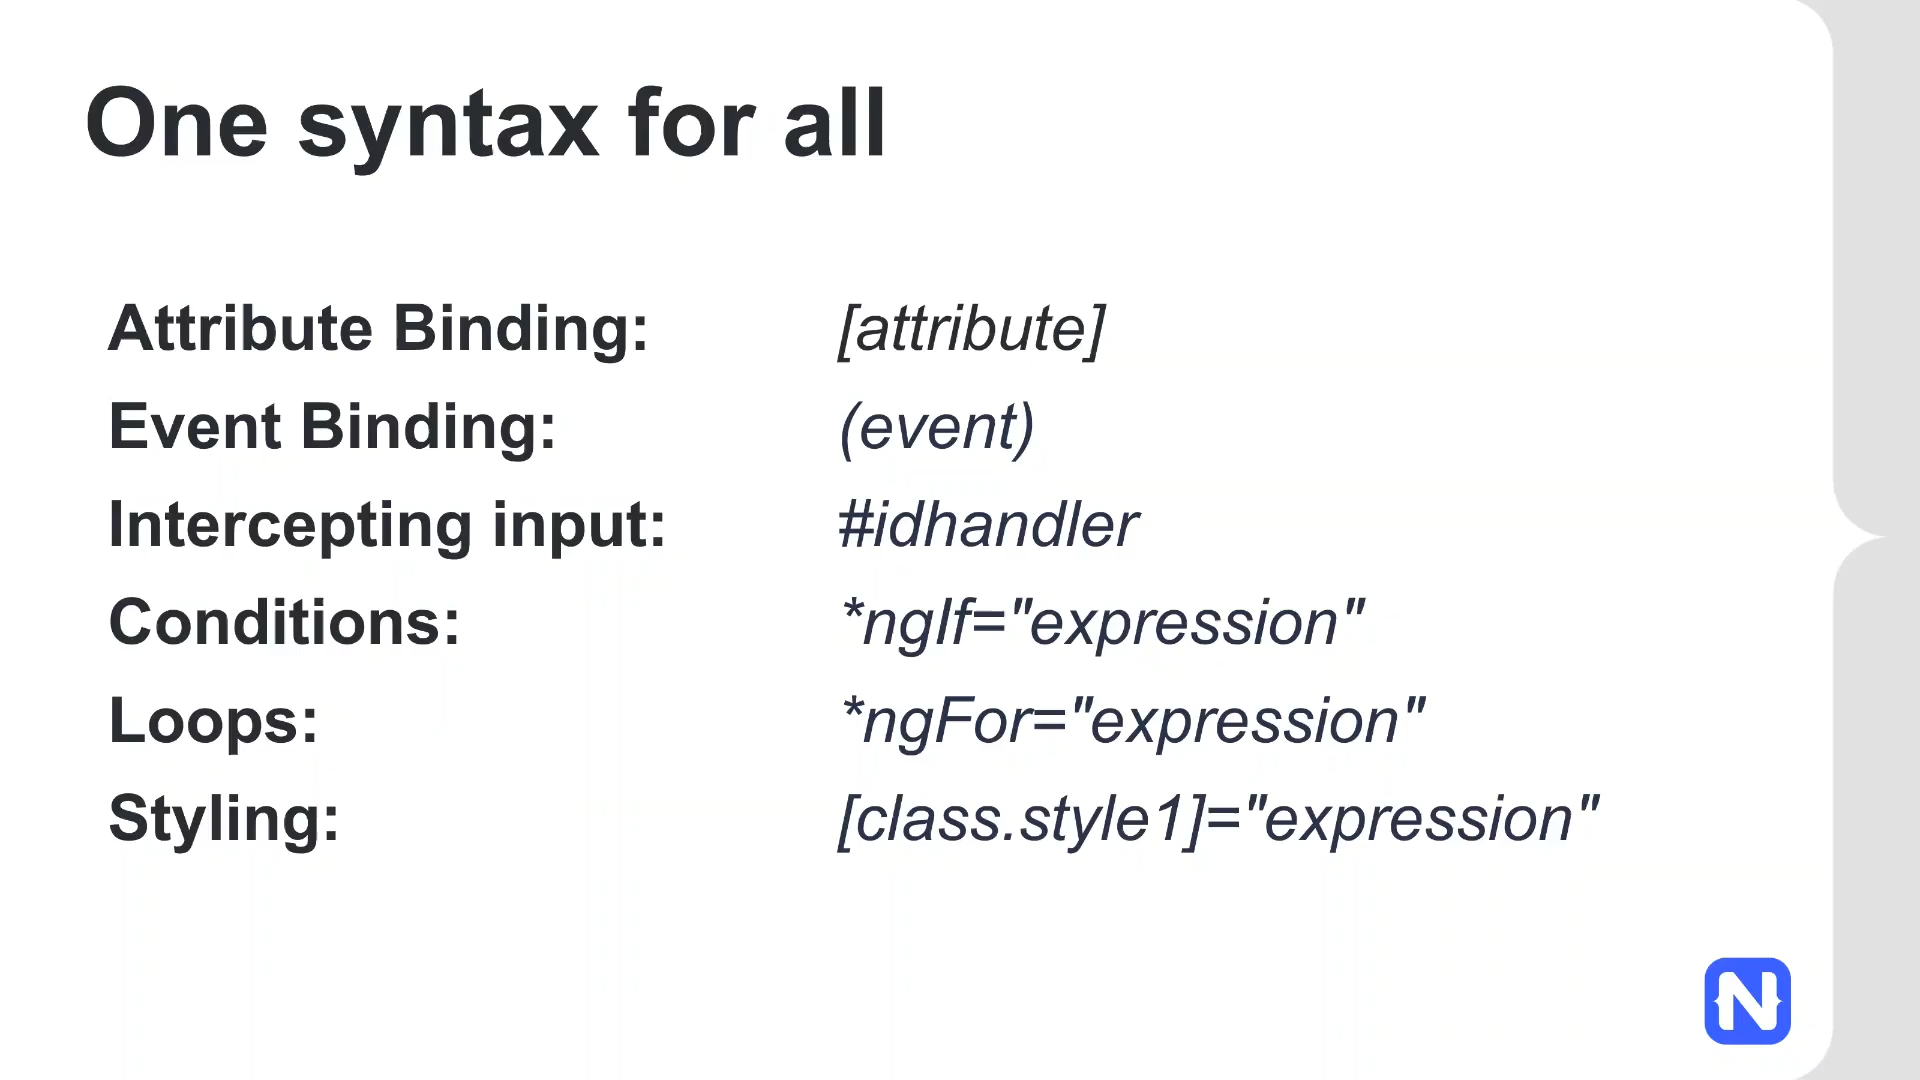 One syntax for all
Attribute Binding: [attribute]
Event Binding: (event)
Intercepting input: #idhandler
Conditions: *ngIf="expression"
Loops: *ngFor="expression"
Styling: [class.style1]="expression"
N